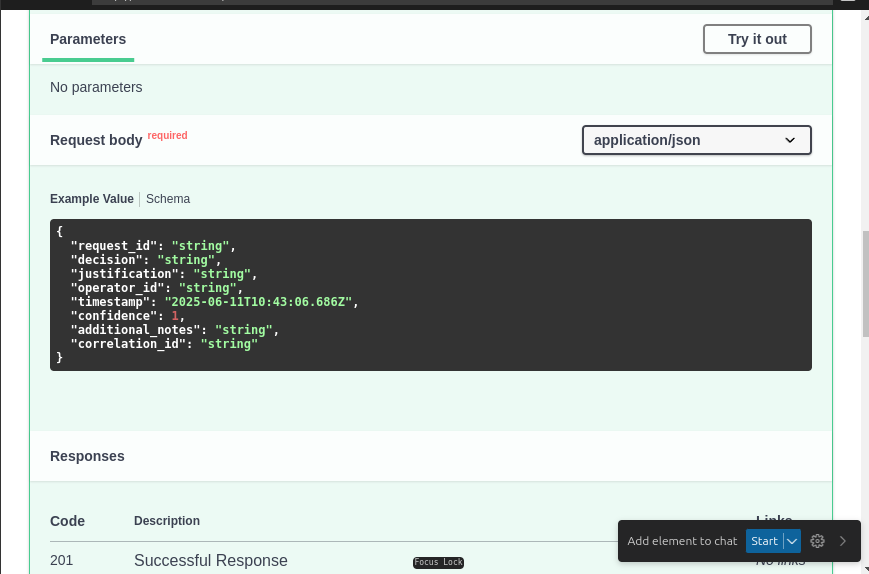 Parameters
Try it out
No parameters
Request body required
application/json
Example Value
Schema
{
"request_id": "string",
"decision": "string",
"justification": "string",
"operator_id": "string",
"timestamp": "2025-06-11T10:43:06.686Z",
"confidence": 1,
"additional_notes": "string",
"correlation_id": "string"
}
Responses
Code
Description
Links
Add element to chat
Start
201
Successful Response
No links
Focus Lock